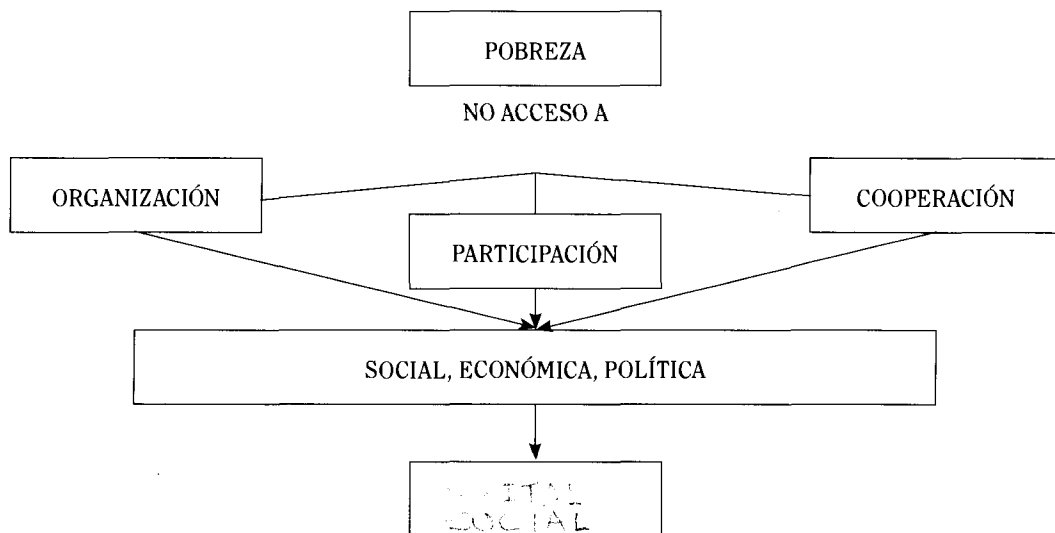 POBREZA
NO ACCESO A
ORGANIZACIÓN
COOPERACIÓN
PARTICIPACIÓN
SOCIAL, ECONÓMICA, POLÍTICA
SOCIAL